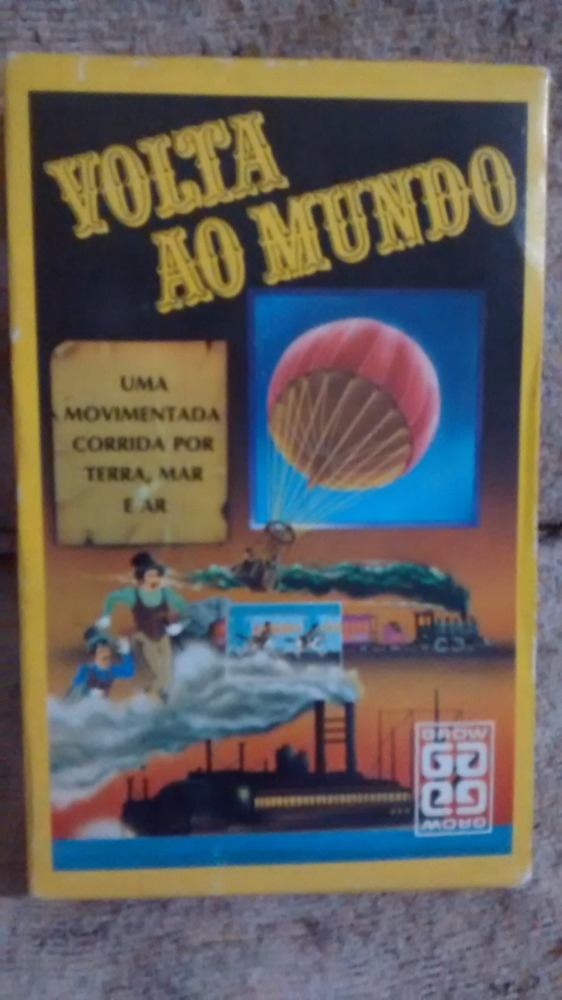 VOLTA
AO MUNDO
UMA
MOVIMENTADA
CORRIDA POR
TERRA, MAR
E AR
GROW
GROW